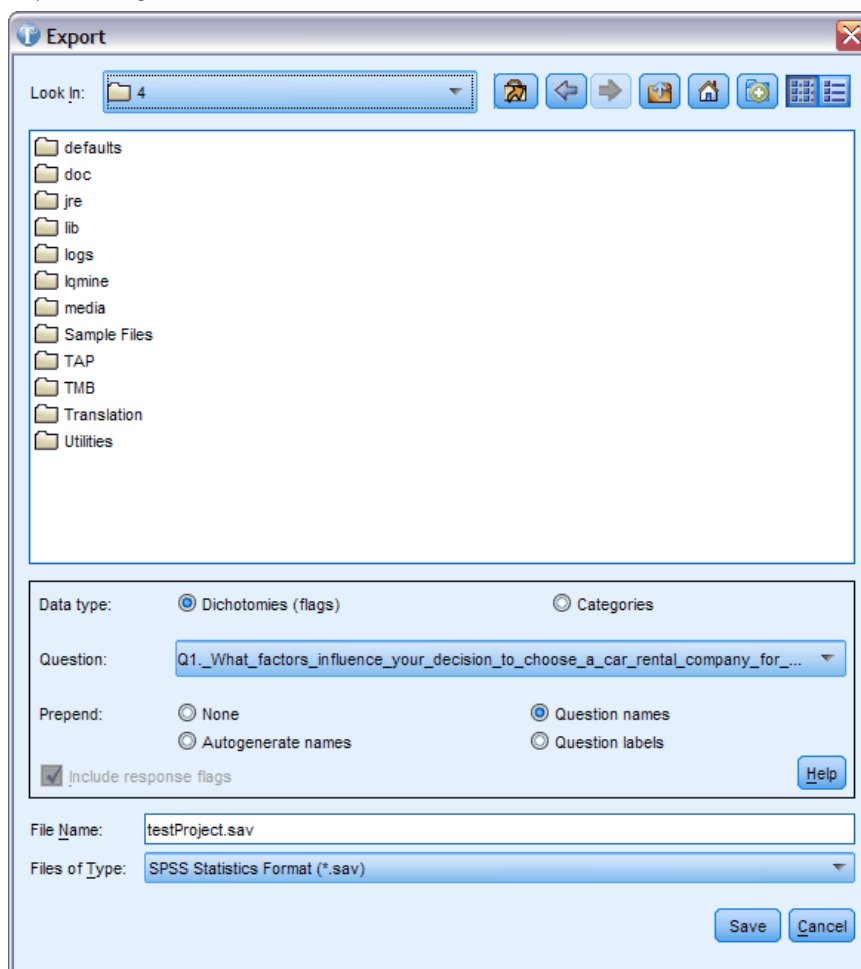 Export
Look In: 4
defaults
doc
jre
lib
logs
lqmine
media
Sample Files
TAP
TMB
Translation
Utilities
Data type: Dichotomies (flags) Categories
Question: Q1._What_factors_influence_your_decision_to_choose_a_car_rental_company_for_...
Prepend: None Question names
Autogenerate names Question labels
Include response flags Help
File Name: testProject.sav
Files of Type: SPSS Statistics Format (*.sav)
Save Cancel